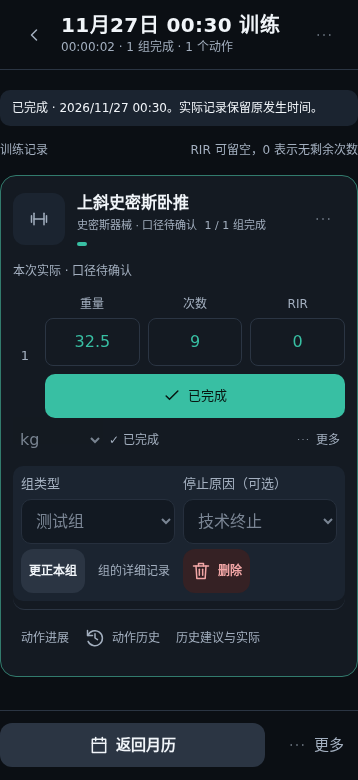 11月27日 00:30 训练
00:00:02 · 1 组完成 · 1 个动作
已完成 · 2026/11/27 00:30。实际记录保留原发生时间。
训练记录
RIR 可留空，0 表示无剩余次数
上斜史密斯卧推
史密斯器械 · 口径待确认 1 / 1 组完成
本次实际 · 口径待确认
重量 次数 RIR
1 32.5 9 0
已完成
kg ✓ 已完成 ··· 更多
组类型 停止原因（可选）
测试组 技术终止
更正本组 组的详细记录 删除
动作进展 动作历史 历史建议与实际
返回月历 ··· 更多